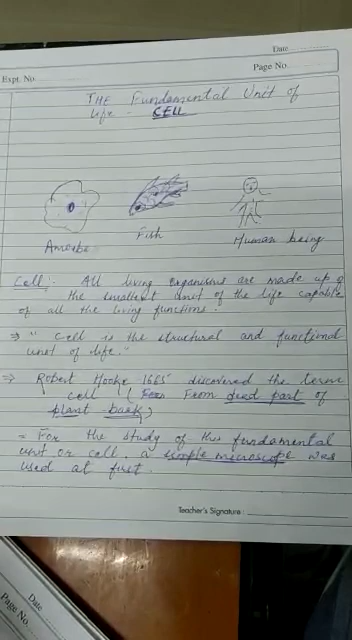 Date
Expt. No.
Page No.
THE Fundamental Unit of
life - CELL
Amoeba
Fish
Human being
Cell :- All living organisms are made up of
the smallest unit of the life capable
of all the living functions.
⇒ "Cell is the structural and functional
unit of life."
⇒ Robert Hooke 1665 discovered the term
cell ( From dead part of
plant bark)
= For the study of this fundamental
unit or cell, a simple microscope was
used at first.
Teacher's Signature :
Date
Page No.